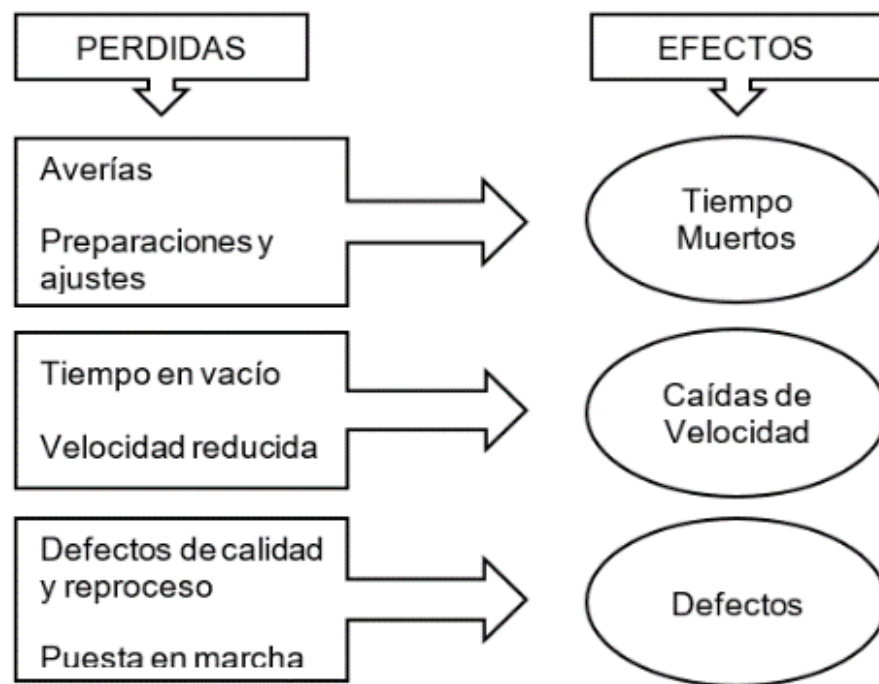 PERDIDAS
EFECTOS
Averías
Preparaciones y
ajustes
Tiempo
Muertos
Tiempo en vacío
Velocidad reducida
Caídas de
Velocidad
Defectos de calidad
y reproceso
Puesta en marcha
Defectos